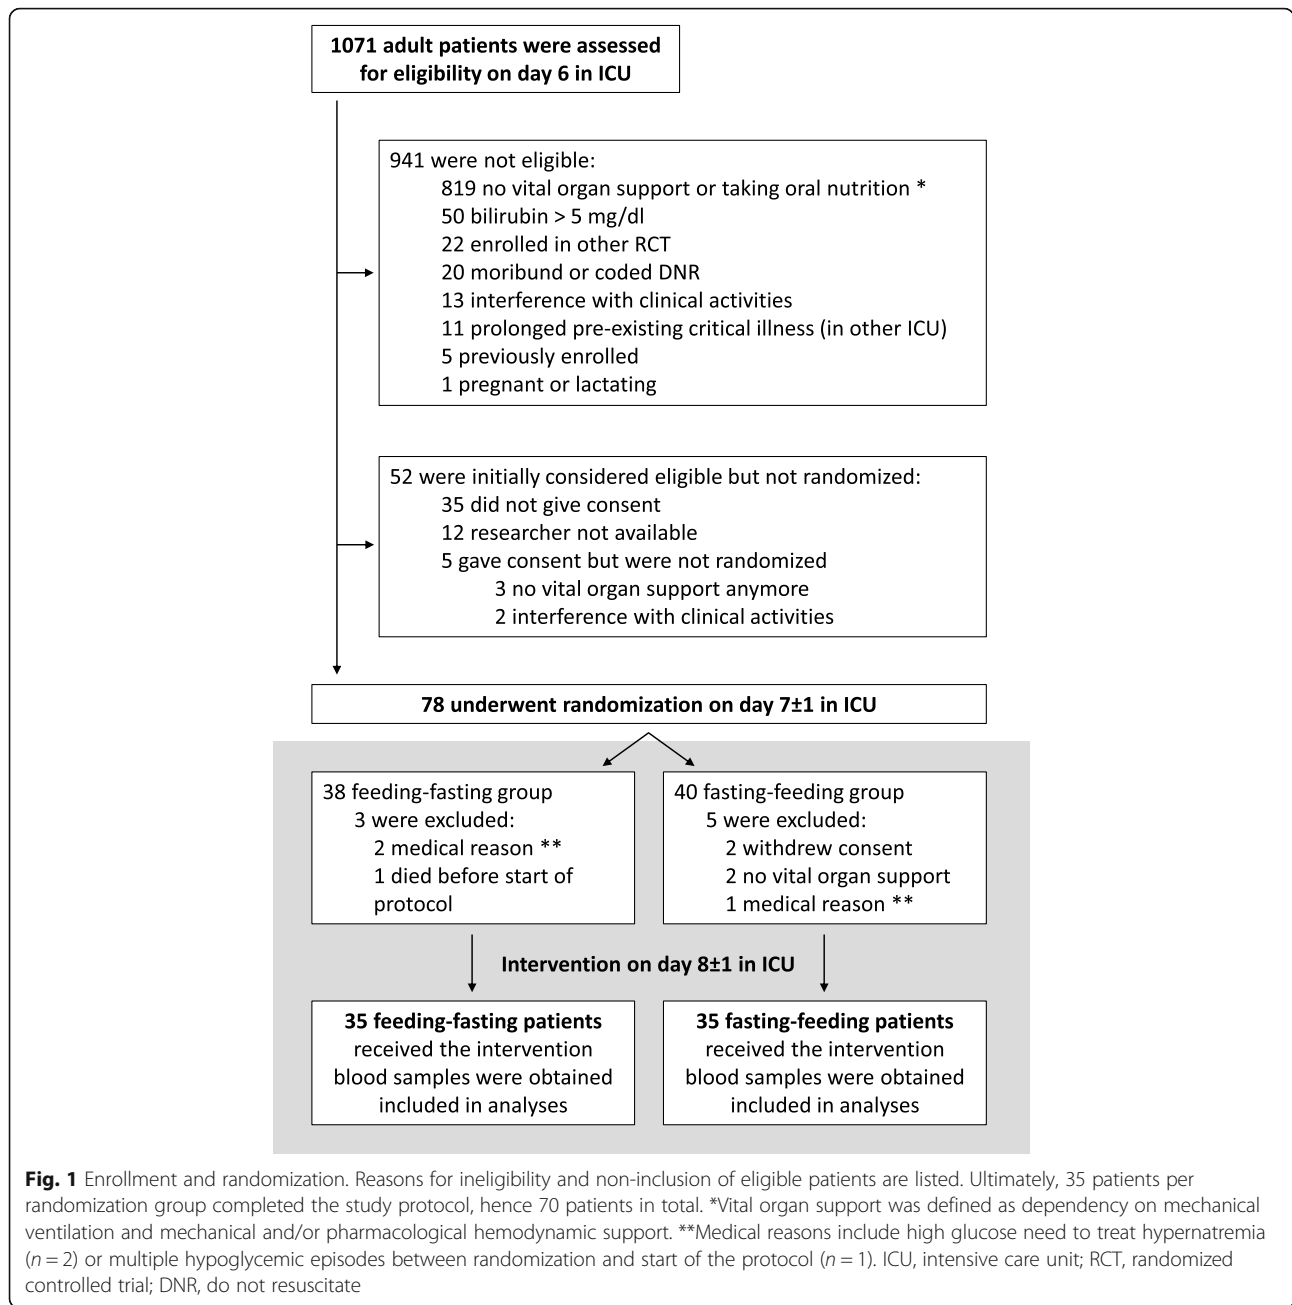 1071 adult patients were assessed
for eligibility on day 6 in ICU
941 were not eligible:
819 no vital organ support or taking oral nutrition *
50 bilirubin > 5 mg/dl
22 enrolled in other RCT
20 moribund or coded DNR
13 interference with clinical activities
11 prolonged pre-existing critical illness (in other ICU)
5 previously enrolled
1 pregnant or lactating
52 were initially considered eligible but not randomized:
35 did not give consent
12 researcher not available
5 gave consent but were not randomized
3 no vital organ support anymore
2 interference with clinical activities
78 underwent randomization on day 7±1 in ICU
38 feeding-fasting group
3 were excluded:
2 medical reason **
1 died before start of
protocol
40 fasting-feeding group
5 were excluded:
2 withdrew consent
2 no vital organ support
1 medical reason **
Intervention on day 8±1 in ICU
35 feeding-fasting patients
received the intervention
blood samples were obtained
included in analyses
35 fasting-feeding patients
received the intervention
blood samples were obtained
included in analyses
Fig. 1 Enrollment and randomization. Reasons for ineligibility and non-inclusion of eligible patients are listed. Ultimately, 35 patients per
randomization group completed the study protocol, hence 70 patients in total. *Vital organ support was defined as dependency on mechanical
ventilation and mechanical and/or pharmacological hemodynamic support. **Medical reasons include high glucose need to treat hypernatremia
(n = 2) or multiple hypoglycemic episodes between randomization and start of the protocol (n = 1). ICU, intensive care unit; RCT, randomized
controlled trial; DNR, do not resuscitate